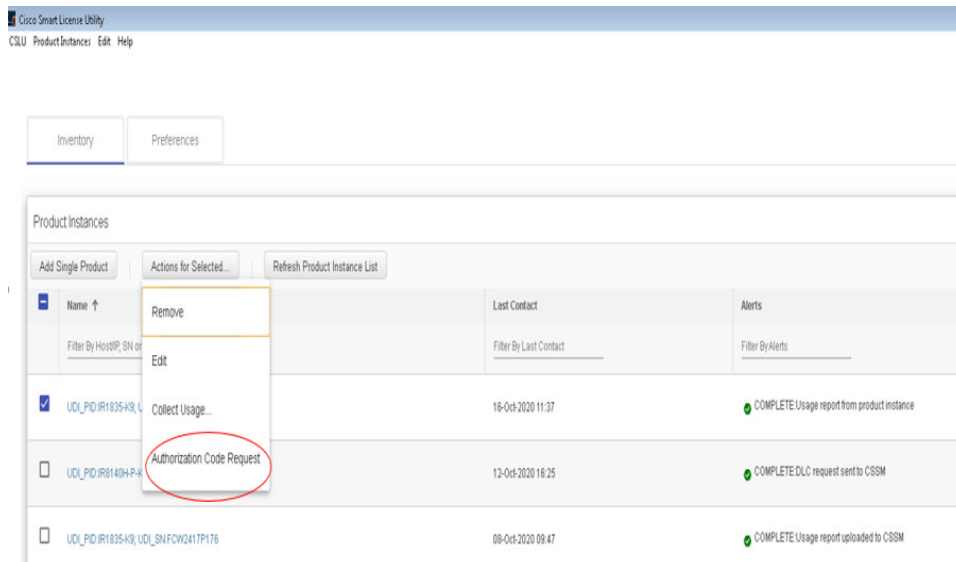 Cisco Smart License Utility
CSLU Product Instances Edit Help
Inventory Preferences
Product Instances
Add Single Product Actions for Selected... Refresh Product Instance List
Name ↑ Last Contact Alerts
Remove
Filter By Host/IP, SN or Filter By Last Contact Filter By Alerts
Edit
UDI_PID:IR1835-K9; U 16-Oct-2020 11:37 COMPLETE:Usage report from product instance
Collect Usage...
Authorization Code Request
UDI_PID:IR8140H-P-K 12-Oct-2020 16:25 COMPLETE:DLC request sent to CSSM
UDI_PID:IR1835-K9; UDI_SN:FCW2417P176 08-Oct-2020 09:47 COMPLETE:Usage report uploaded to CSSM